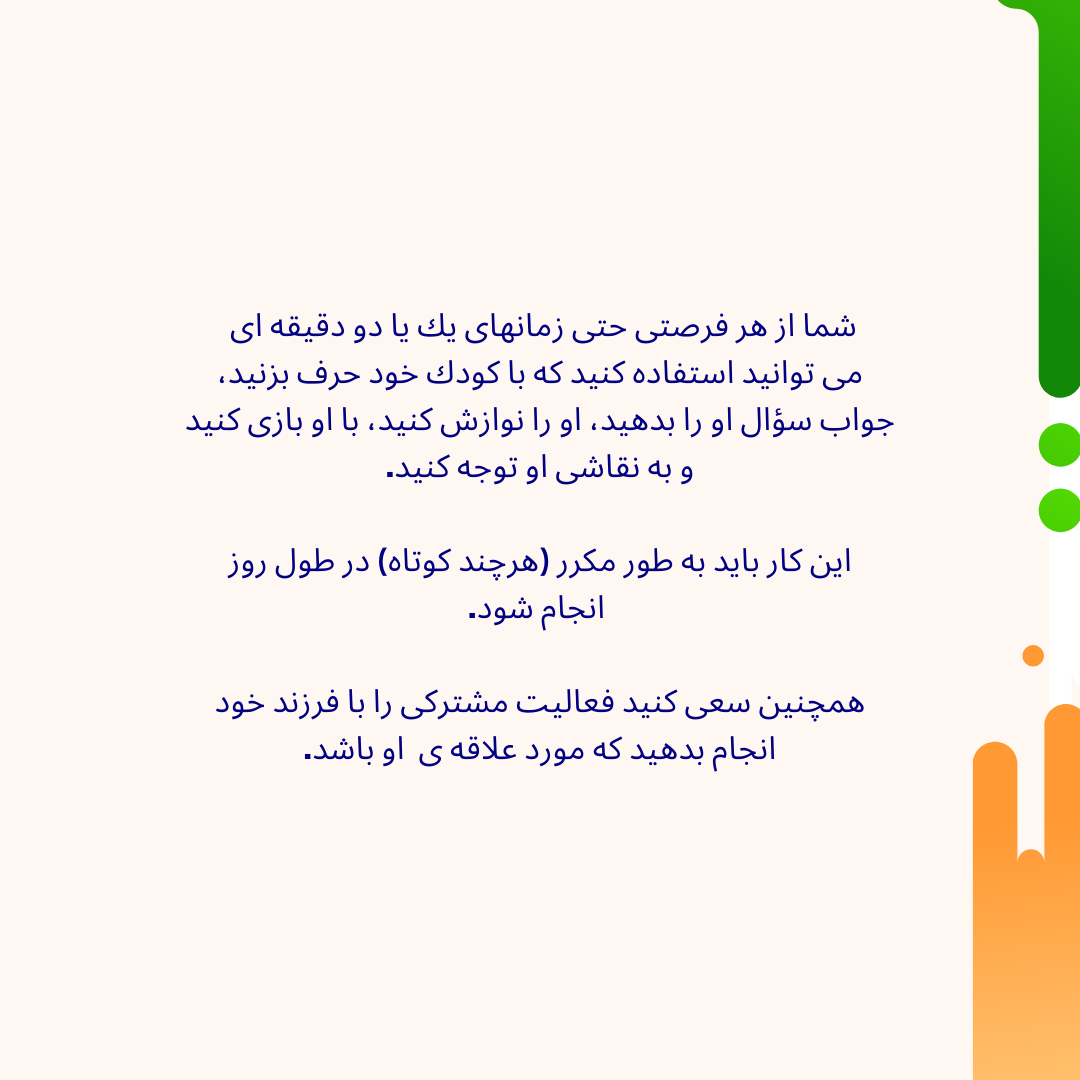 شما از هر فرصتی حتی زمانهای یك یا دو دقیقه ای
می توانید استفاده کنید که با کودك خود حرف بزنید،
جواب سؤال او را بدهید، او را نوازش کنید، با او بازی کنید
و به نقاشی او توجه کنید.
این کار باید به طور مکرر (هرچند کوتاه) در طول روز
انجام شود.
همچنین سعی کنید فعالیت مشترکی را با فرزند خود
انجام بدهید که مورد علاقه ی او باشد.